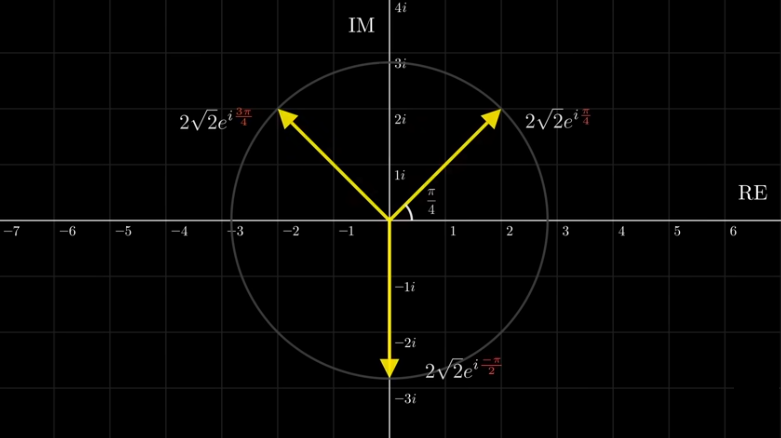 4i
IM
3i
2√2e^{i 3π/4}
2i
2√2e^{i π/4}
1i
π/4
RE
−7 −6 −5 −4 −3 −2 −1 1 2 3 4 5 6
−1i
−2i
2√2e^{i −π/2}
−3i